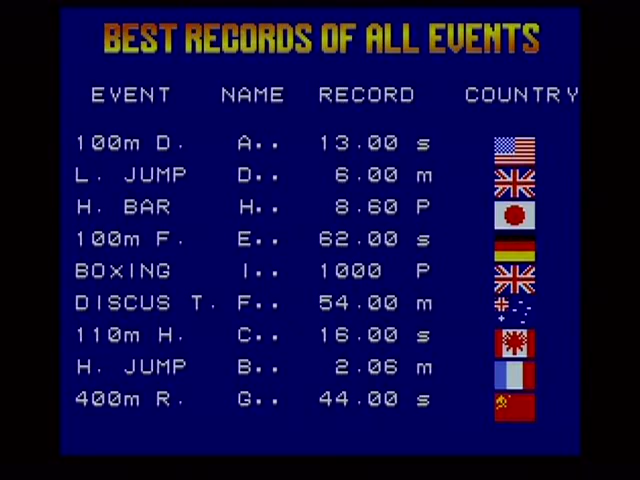 BEST RECORDS OF ALL EVENTS
EVENT NAME RECORD COUNTRY
100m D. A.. 13.00 s
L. JUMP D.. 6.00 m
H. BAR H.. 8.60 P
100m F. E.. 62.00 s
BOXING I.. 1000 P
DISCUS T. F.. 54.00 m
110m H. C.. 16.00 s
H. JUMP B.. 2.06 m
400m R. G.. 44.00 s